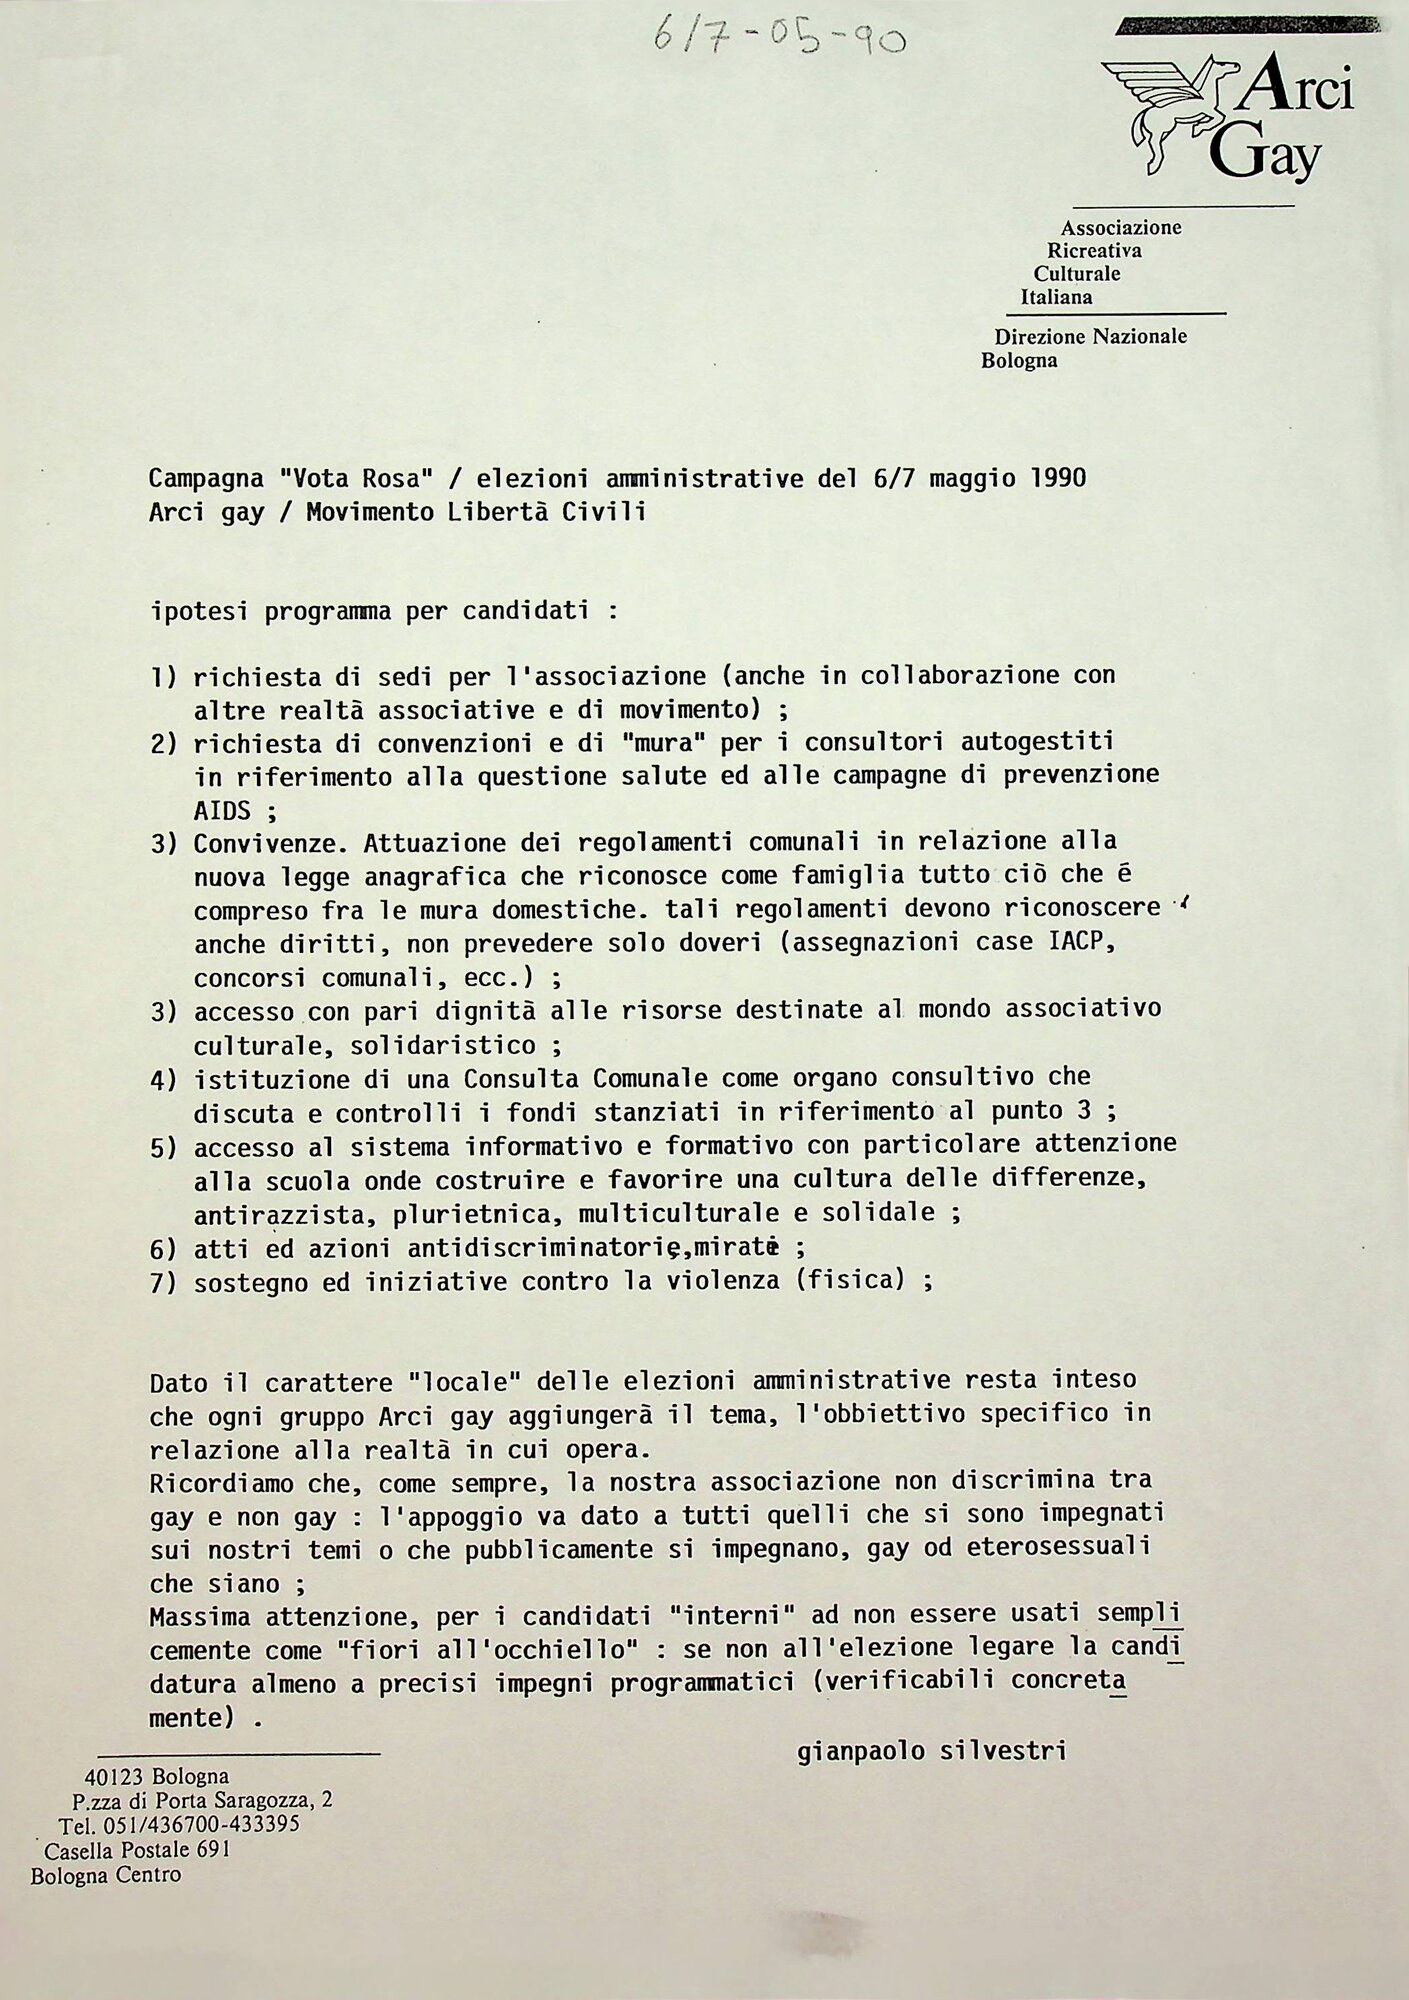 6/7-05-90
Arci
Gay
Associazione
Ricreativa
Culturale
Italiana
Direzione Nazionale
Bologna
Campagna "Vota Rosa" / elezioni amministrative del 6/7 maggio 1990
Arci gay / Movimento Libertà Civili
ipotesi programma per candidati :
1) richiesta di sedi per l'associazione (anche in collaborazione con
altre realtà associative e di movimento) ;
2) richiesta di convenzioni e di "mura" per i consultori autogestiti
in riferimento alla questione salute ed alle campagne di prevenzione
AIDS ;
3) Convivenze. Attuazione dei regolamenti comunali in relazione alla
nuova legge anagrafica che riconosce come famiglia tutto ciò che é
compreso fra le mura domestiche. tali regolamenti devono riconoscere
anche diritti, non prevedere solo doveri (assegnazioni case IACP,
concorsi comunali, ecc.) ;
3) accesso con pari dignità alle risorse destinate al mondo associativo
culturale, solidaristico ;
4) istituzione di una Consulta Comunale come organo consultivo che
discuta e controlli i fondi stanziati in riferimento al punto 3 ;
5) accesso al sistema informativo e formativo con particolare attenzione
alla scuola onde costruire e favorire una cultura delle differenze,
antirazzista, plurietnica, multiculturale e solidale ;
6) atti ed azioni antidiscriminatorie,mirate ;
7) sostegno ed iniziative contro la violenza (fisica) ;
Dato il carattere "locale" delle elezioni amministrative resta inteso
che ogni gruppo Arci gay aggiungerà il tema, l'obbiettivo specifico in
relazione alla realtà in cui opera.
Ricordiamo che, come sempre, la nostra associazione non discrimina tra
gay e non gay : l'appoggio va dato a tutti quelli che si sono impegnati
sui nostri temi o che pubblicamente si impegnano, gay od eterosessuali
che siano ;
Massima attenzione, per i candidati "interni" ad non essere usati sempli
cemente come "fiori all'occhiello" : se non all'elezione legare la candi
datura almeno a precisi impegni programmatici (verificabili concreta
mente) .
gianpaolo silvestri
40123 Bologna
P.zza di Porta Saragozza, 2
Tel. 051/436700-433395
Casella Postale 691
Bologna Centro